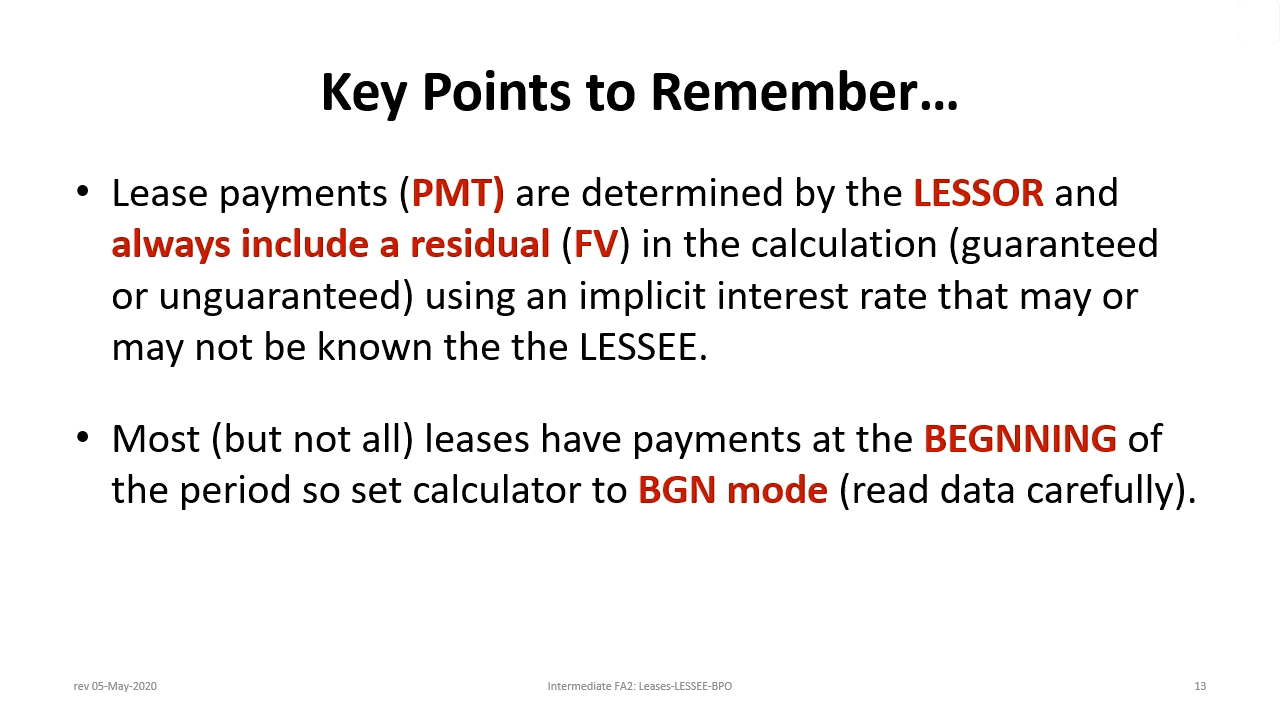 Key Points to Remember…
• Lease payments (PMT) are determined by the LESSOR and
always include a residual (FV) in the calculation (guaranteed
or unguaranteed) using an implicit interest rate that may or
may not be known the the LESSEE.
• Most (but not all) leases have payments at the BEGNNING of
the period so set calculator to BGN mode (read data carefully).
rev 05-May-2020
Intermediate FA2: Leases-LESSEE-BPO
13